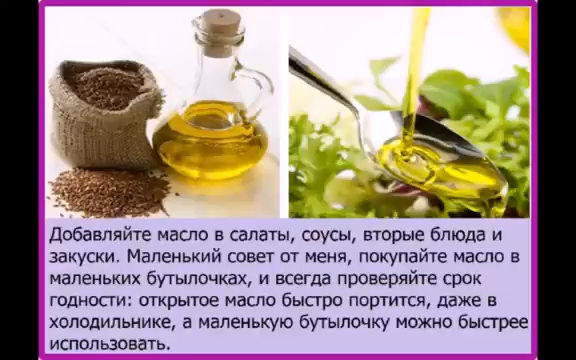 Добавляйте масло в салаты, соусы, вторые блюда и
закуски. Маленький совет от меня, покупайте масло в
маленьких бутылочках, и всегда проверяйте срок
годности: открытое масло быстро портится, даже в
холодильнике, а маленькую бутылочку можно быстрее
использовать.